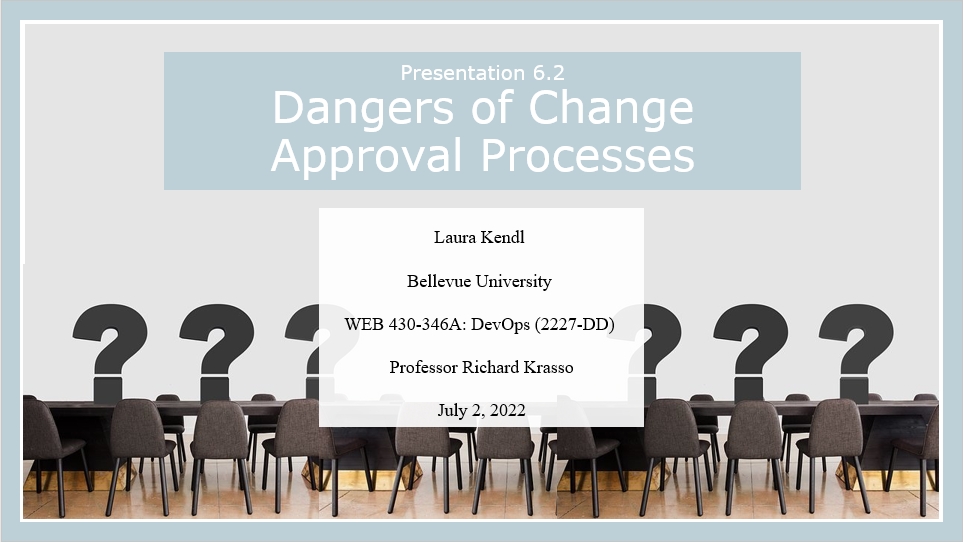 Presentation 6.2
Dangers of Change
Approval Processes
Laura Kendl
Bellevue University
WEB 430-346A: DevOps (2227-DD)
Professor Richard Krasso
July 2, 2022